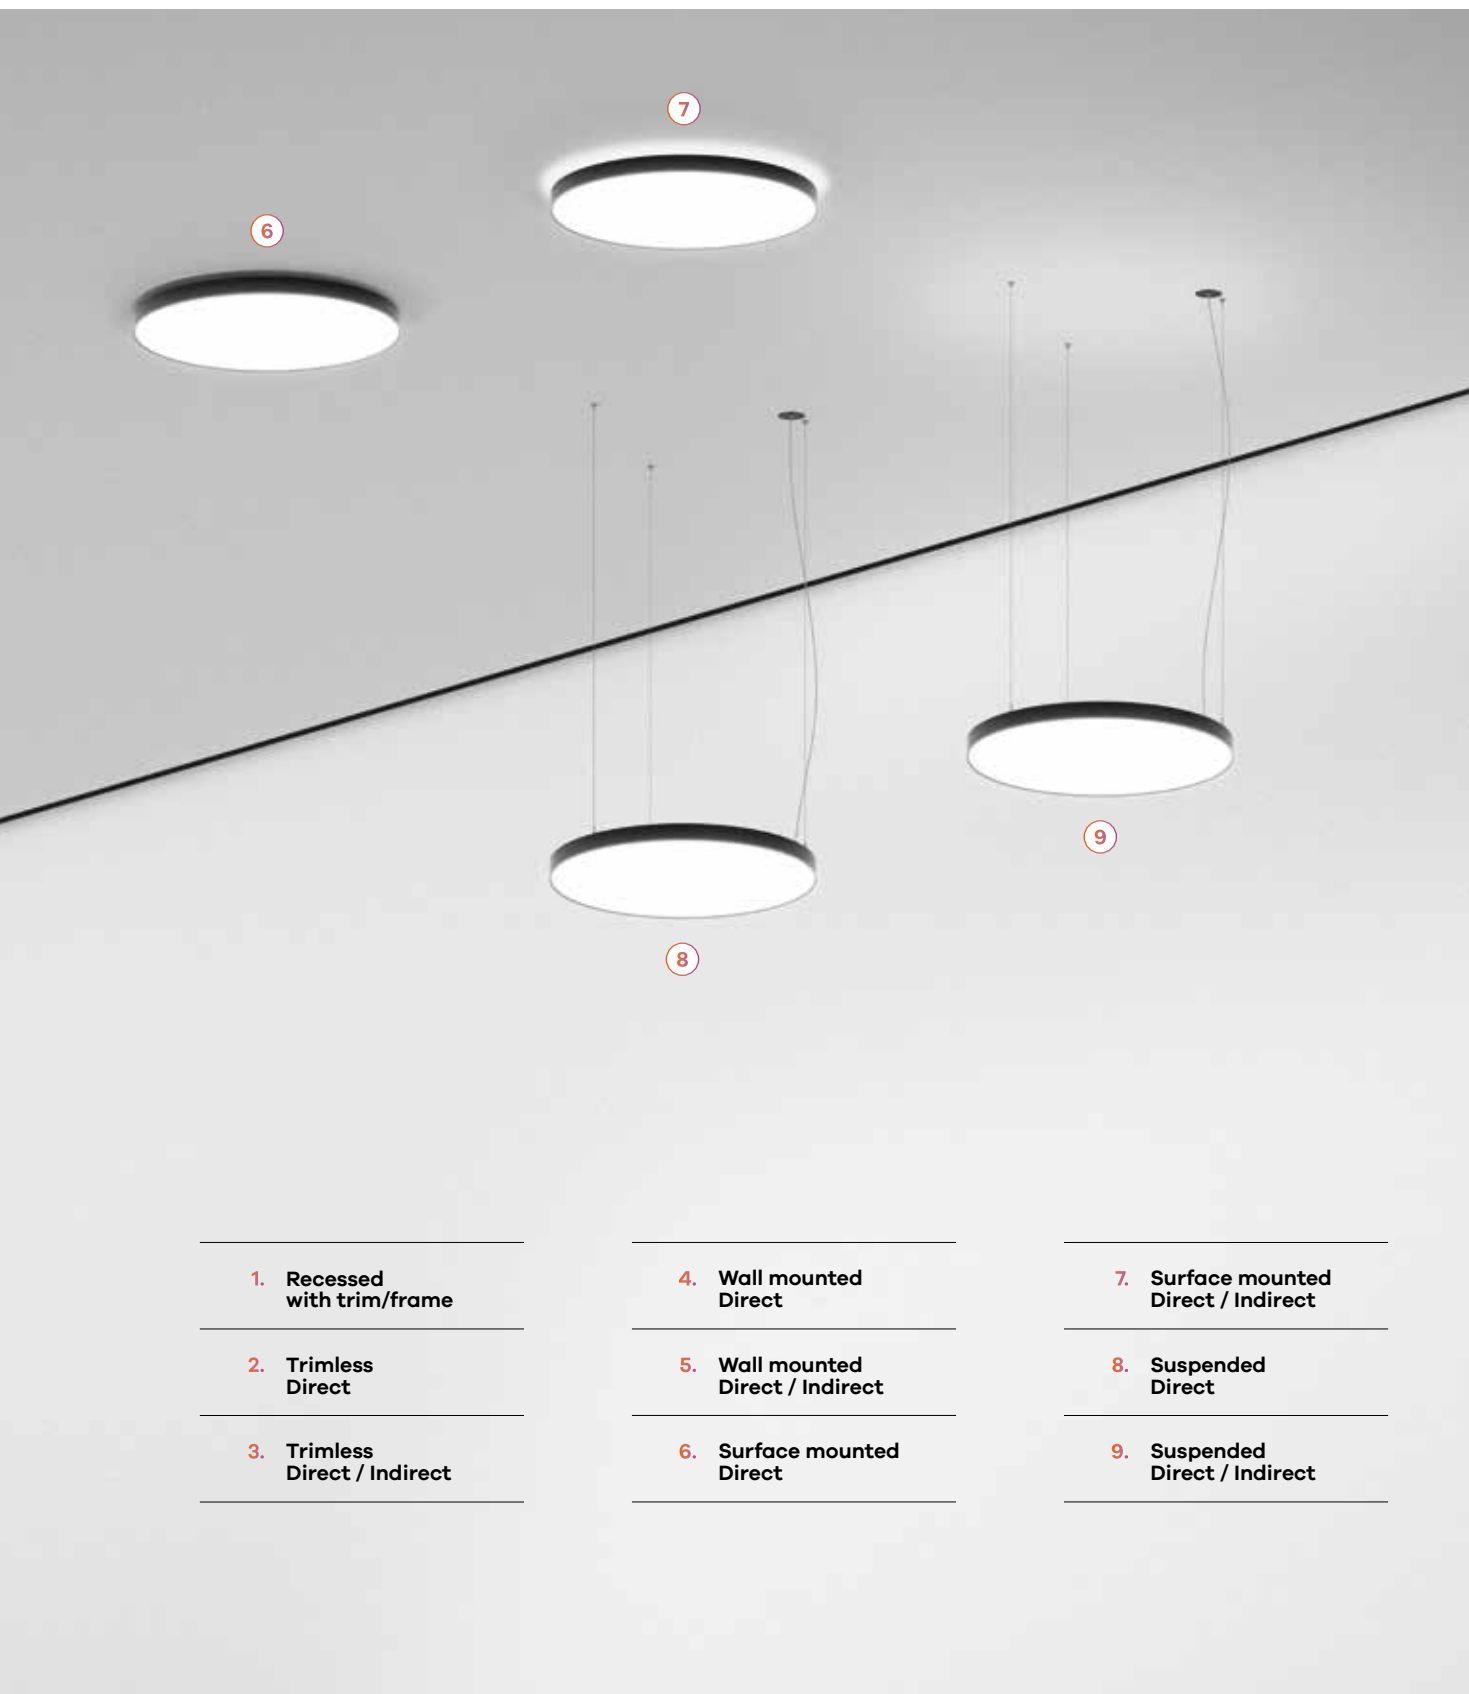 7
6
9
8
1. Recessed
with trim/frame
2. Trimless
Direct
3. Trimless
Direct / Indirect
4. Wall mounted
Direct
5. Wall mounted
Direct / Indirect
6. Surface mounted
Direct
7. Surface mounted
Direct / Indirect
8. Suspended
Direct
9. Suspended
Direct / Indirect